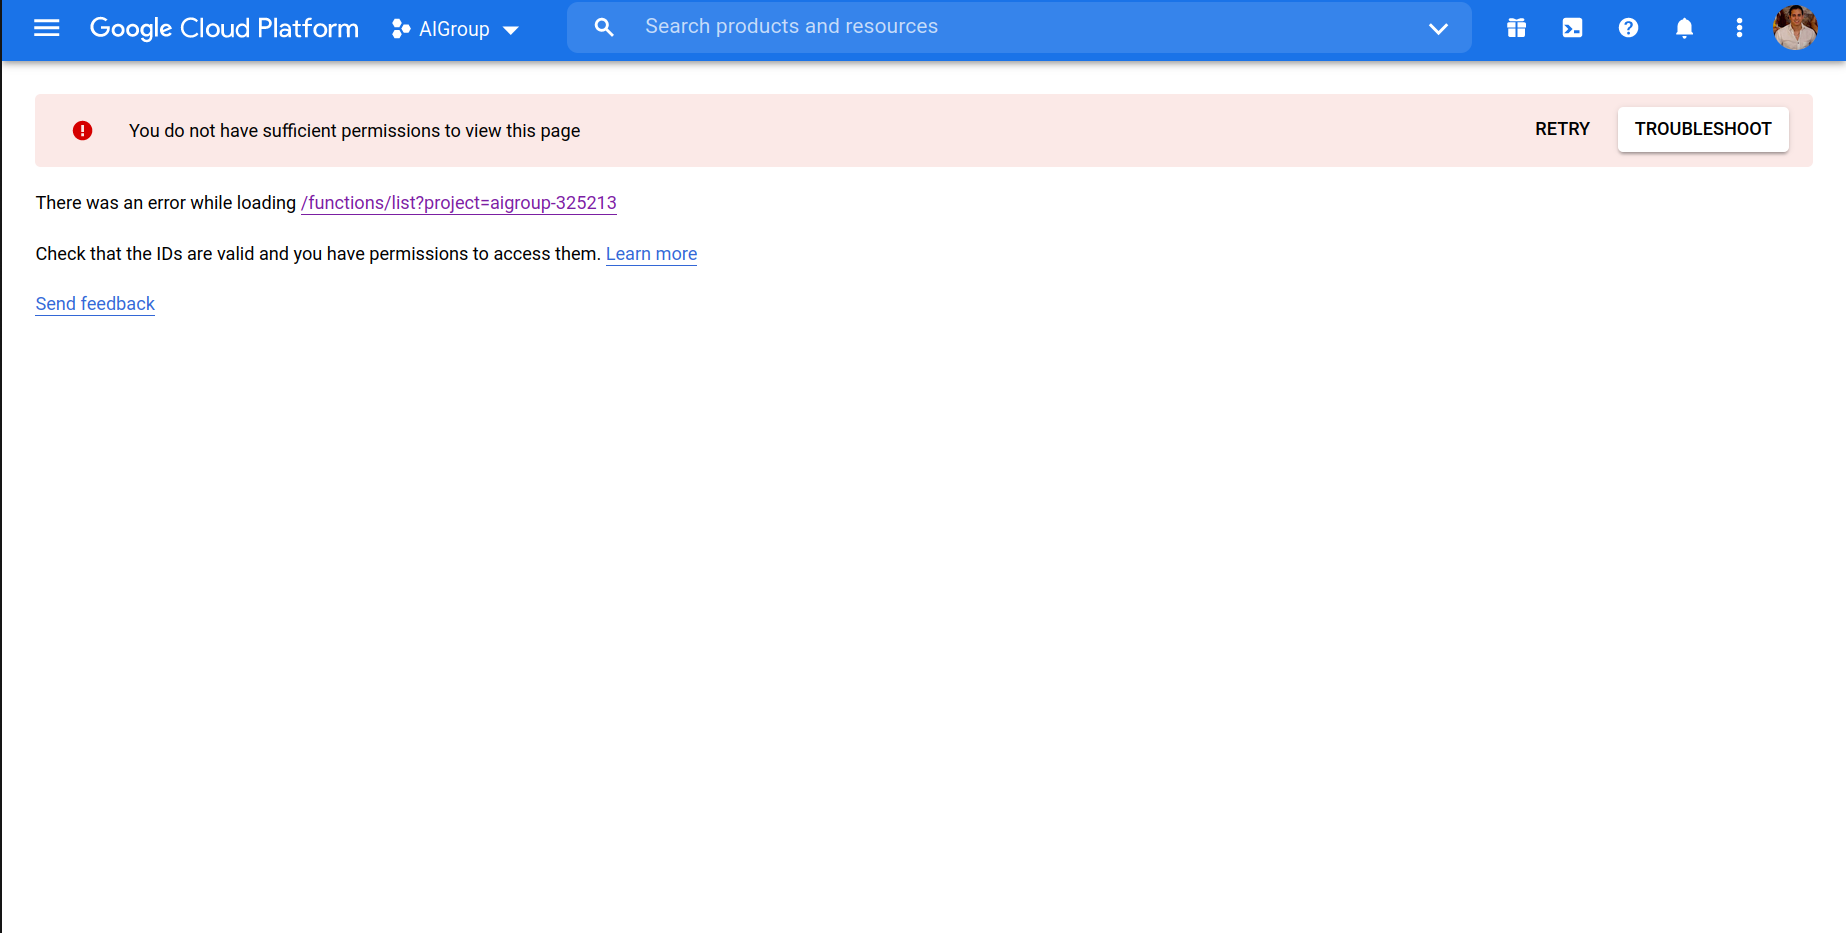 Google Cloud Platform AIGroup Search products and resources
You do not have sufficient permissions to view this page RETRY TROUBLESHOOT
There was an error while loading /functions/list?project=aigroup-325213
Check that the IDs are valid and you have permissions to access them. Learn more
Send feedback